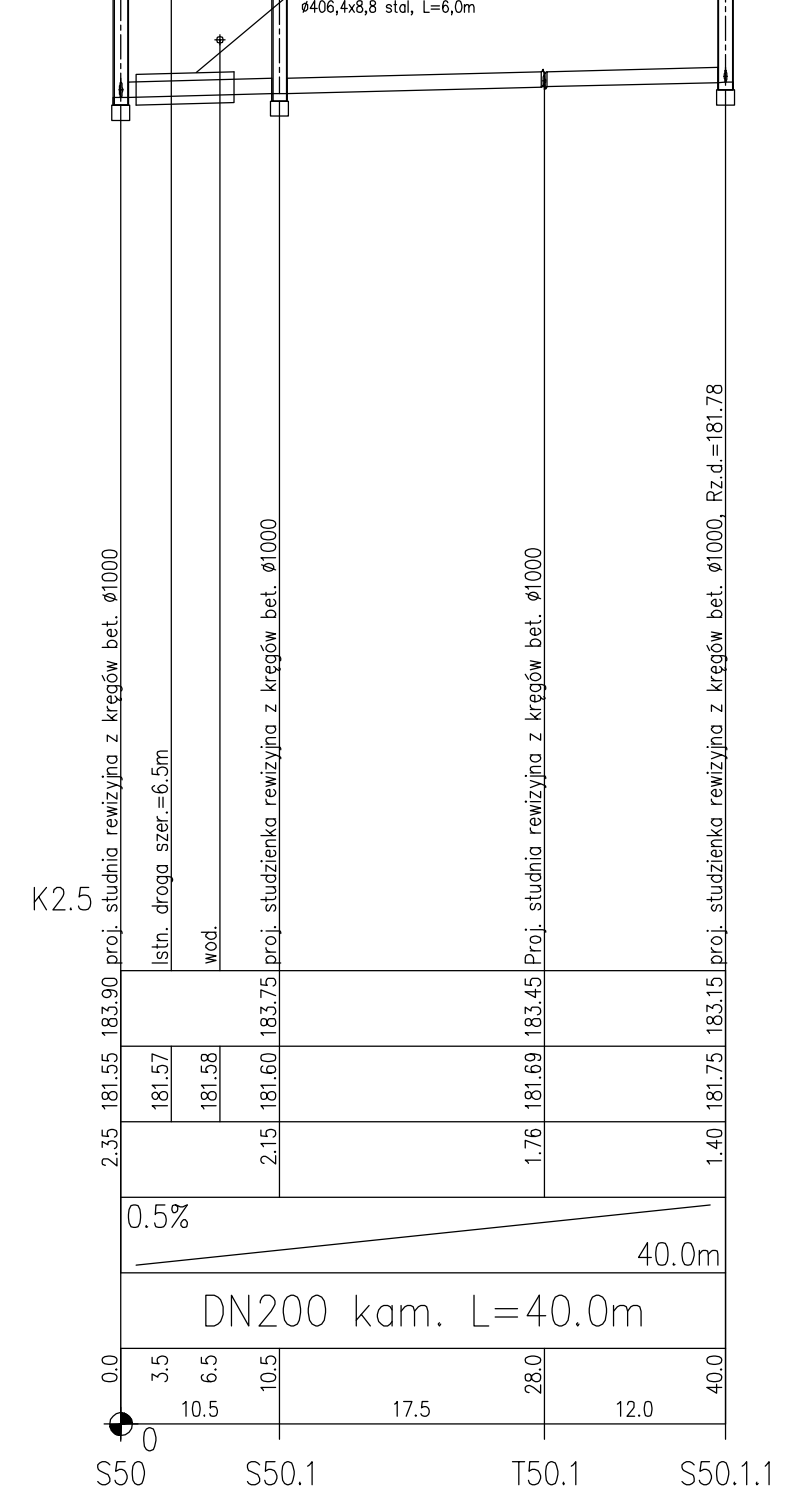 ø406,4x8,8 stal, L=6,0m
K2.5
proj. studnia rewizyjna z kręgów bet. ø1000
Istn. droga szer.=6.5m
wod.
proj. studzienka rewizyjna z kręgów bet. ø1000
Proj. studnia rewizyjna z kręgów bet. ø1000
proj. studzienka rewizyjna z kręgów bet. ø1000, Rz.d.=181.78
183.90 183.75 183.45 183.15
181.55 181.57 181.58 181.60 181.69 181.75
2.35 2.15 1.76 1.40
0.5%
40.0m
DN200 kam. L=40.0m
0.0 3.5 6.5 10.5 28.0 40.0
10.5 17.5 12.0
0
S50 S50.1 T50.1 S50.1.1